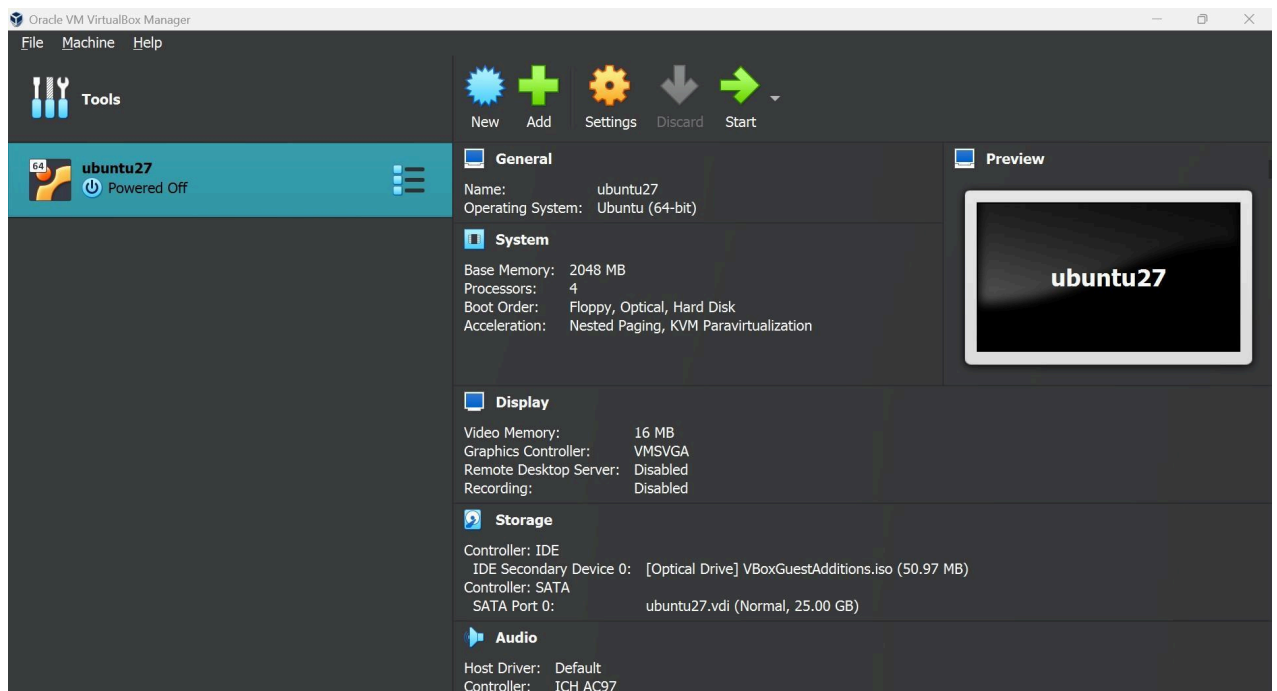 Oracle VM VirtualBox Manager
File Machine Help
Tools
New Add Settings Discard Start
64
ubuntu27
Powered Off
General
Name: ubuntu27
Operating System: Ubuntu (64-bit)
System
Base Memory: 2048 MB
Processors: 4
Boot Order: Floppy, Optical, Hard Disk
Acceleration: Nested Paging, KVM Paravirtualization
Preview
ubuntu27
Display
Video Memory: 16 MB
Graphics Controller: VMSVGA
Remote Desktop Server: Disabled
Recording: Disabled
Storage
Controller: IDE
IDE Secondary Device 0: [Optical Drive] VBoxGuestAdditions.iso (50.97 MB)
Controller: SATA
SATA Port 0: ubuntu27.vdi (Normal, 25.00 GB)
Audio
Host Driver: Default
Controller: ICH AC97